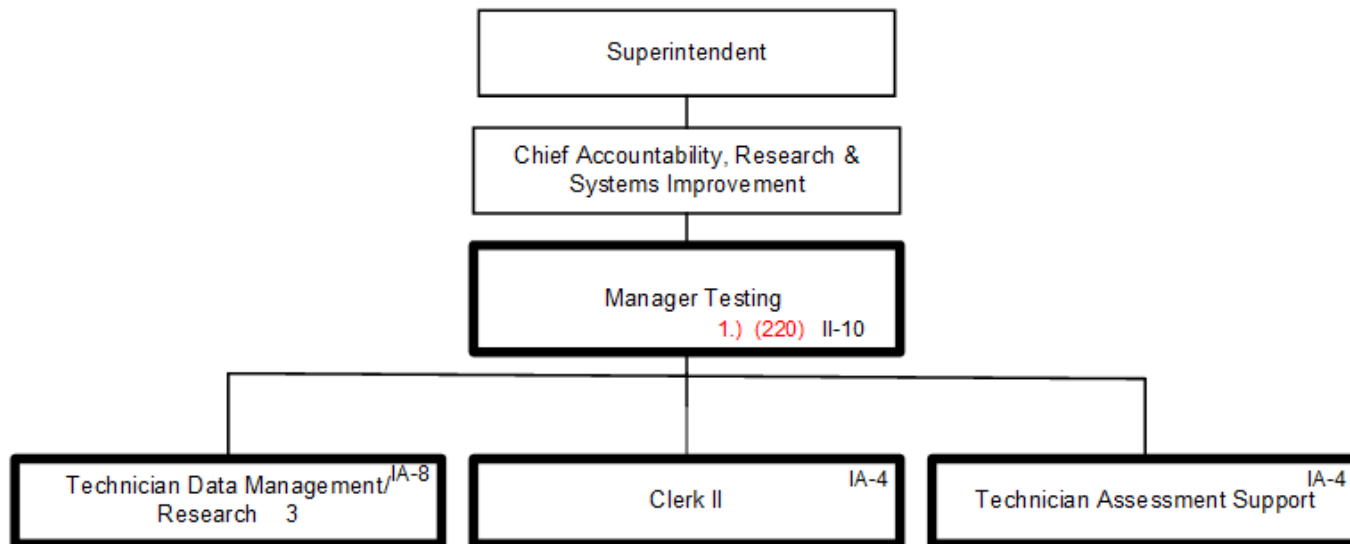 Superintendent
Chief Accountability, Research &
Systems Improvement
Manager Testing
1.) (220) II-10
IA-8
Technician Data Management/
Research 3
IA-4
Clerk II
IA-4
Technician Assessment Support